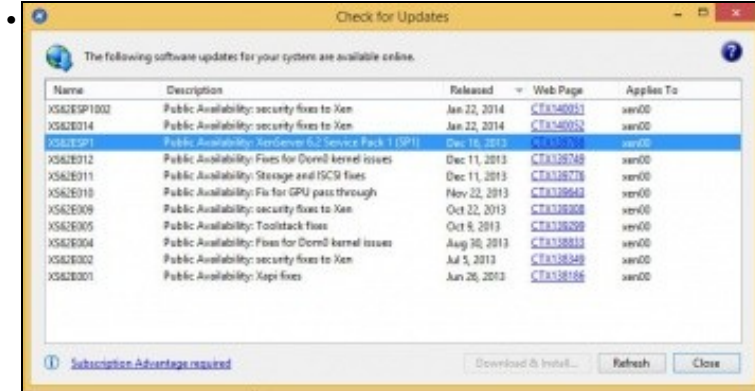 Check for Updates
The following software updates for your system are available online.
Name Description Released Web Page Applies To
XS62ESP1002 Public Availability: security fixes to Xen Jan 22, 2014 CTX140051 xen00
XS62E014 Public Availability: security fixes to Xen Jan 22, 2014 CTX140052 xen00
XS62ESP1 Public Availability: XenServer 6.2 Service Pack 1 (SP1) Dec 16, 2013 xen00
XS62E012 Public Availability: Fixes for Dom0 kernel issues Dec 11, 2013 CTX139749 xen00
XS62E011 Public Availability: Storage and ISCSI fixes Dec 11, 2013 CTX139778 xen00
XS62E010 Public Availability: Fix for GPU pass through Nov 22, 2013 CTX139643 xen00
XS62E009 Public Availability: security fixes to Xen Oct 22, 2013 xen00
XS62E005 Public Availability: Toolstack fixes Oct 9, 2013 CTX139299 xen00
XS62E004 Public Availability: Fixes for Dom0 kernel issues Aug 30, 2013 CTX138833 xen00
XS62E002 Public Availability: security fixes to Xen Jul 5, 2013 CTX138349 xen00
XS62E001 Public Availability: Xapi fixes Jun 26, 2013 CTX138186 xen00
Subscription Advantage required Download & Install... Refresh Close